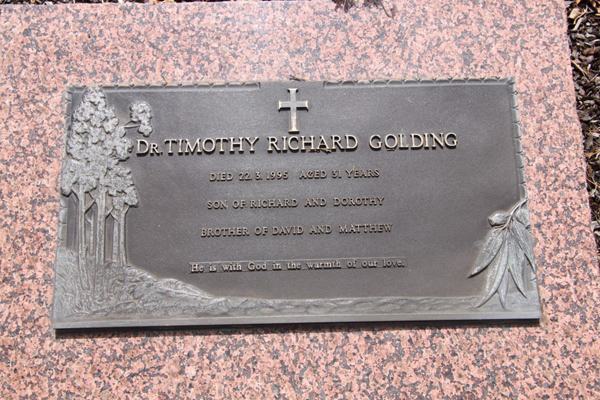 DR. TIMOTHY RICHARD GOLDING
DIED 22. 3. 1995 AGED 31 YEARS
SON OF RICHARD AND DOROTHY
BROTHER OF DAVID AND MATTHEW
He is with God in the warmth of our love.